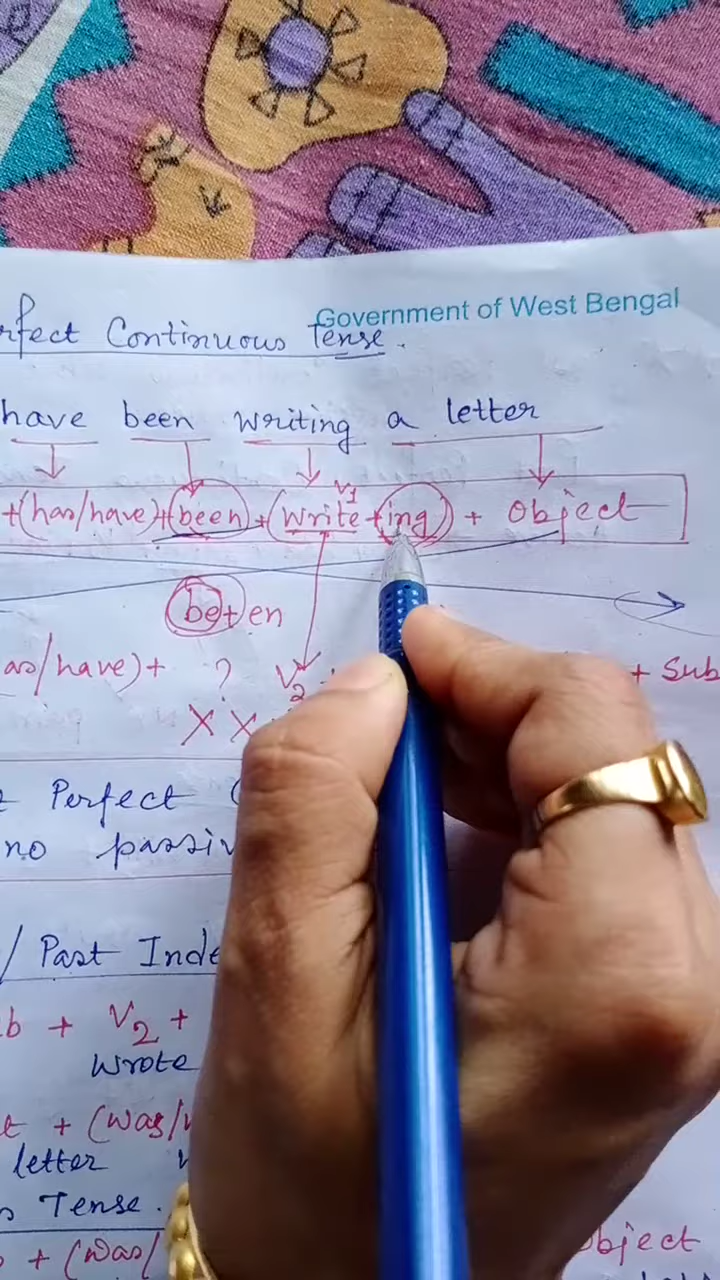 Government of West Bengal
rfect Continuous Tense.
have been writing a letter
V1
+(has/have)+(been)+(write+ing) + Object
be+en
as/have)+ ? V2 + Sub
X X
Perfect
no passiv
/ Past Inde
b + V2 +
wrote
t + (was/
letter
Tense.
+ (was/ bject